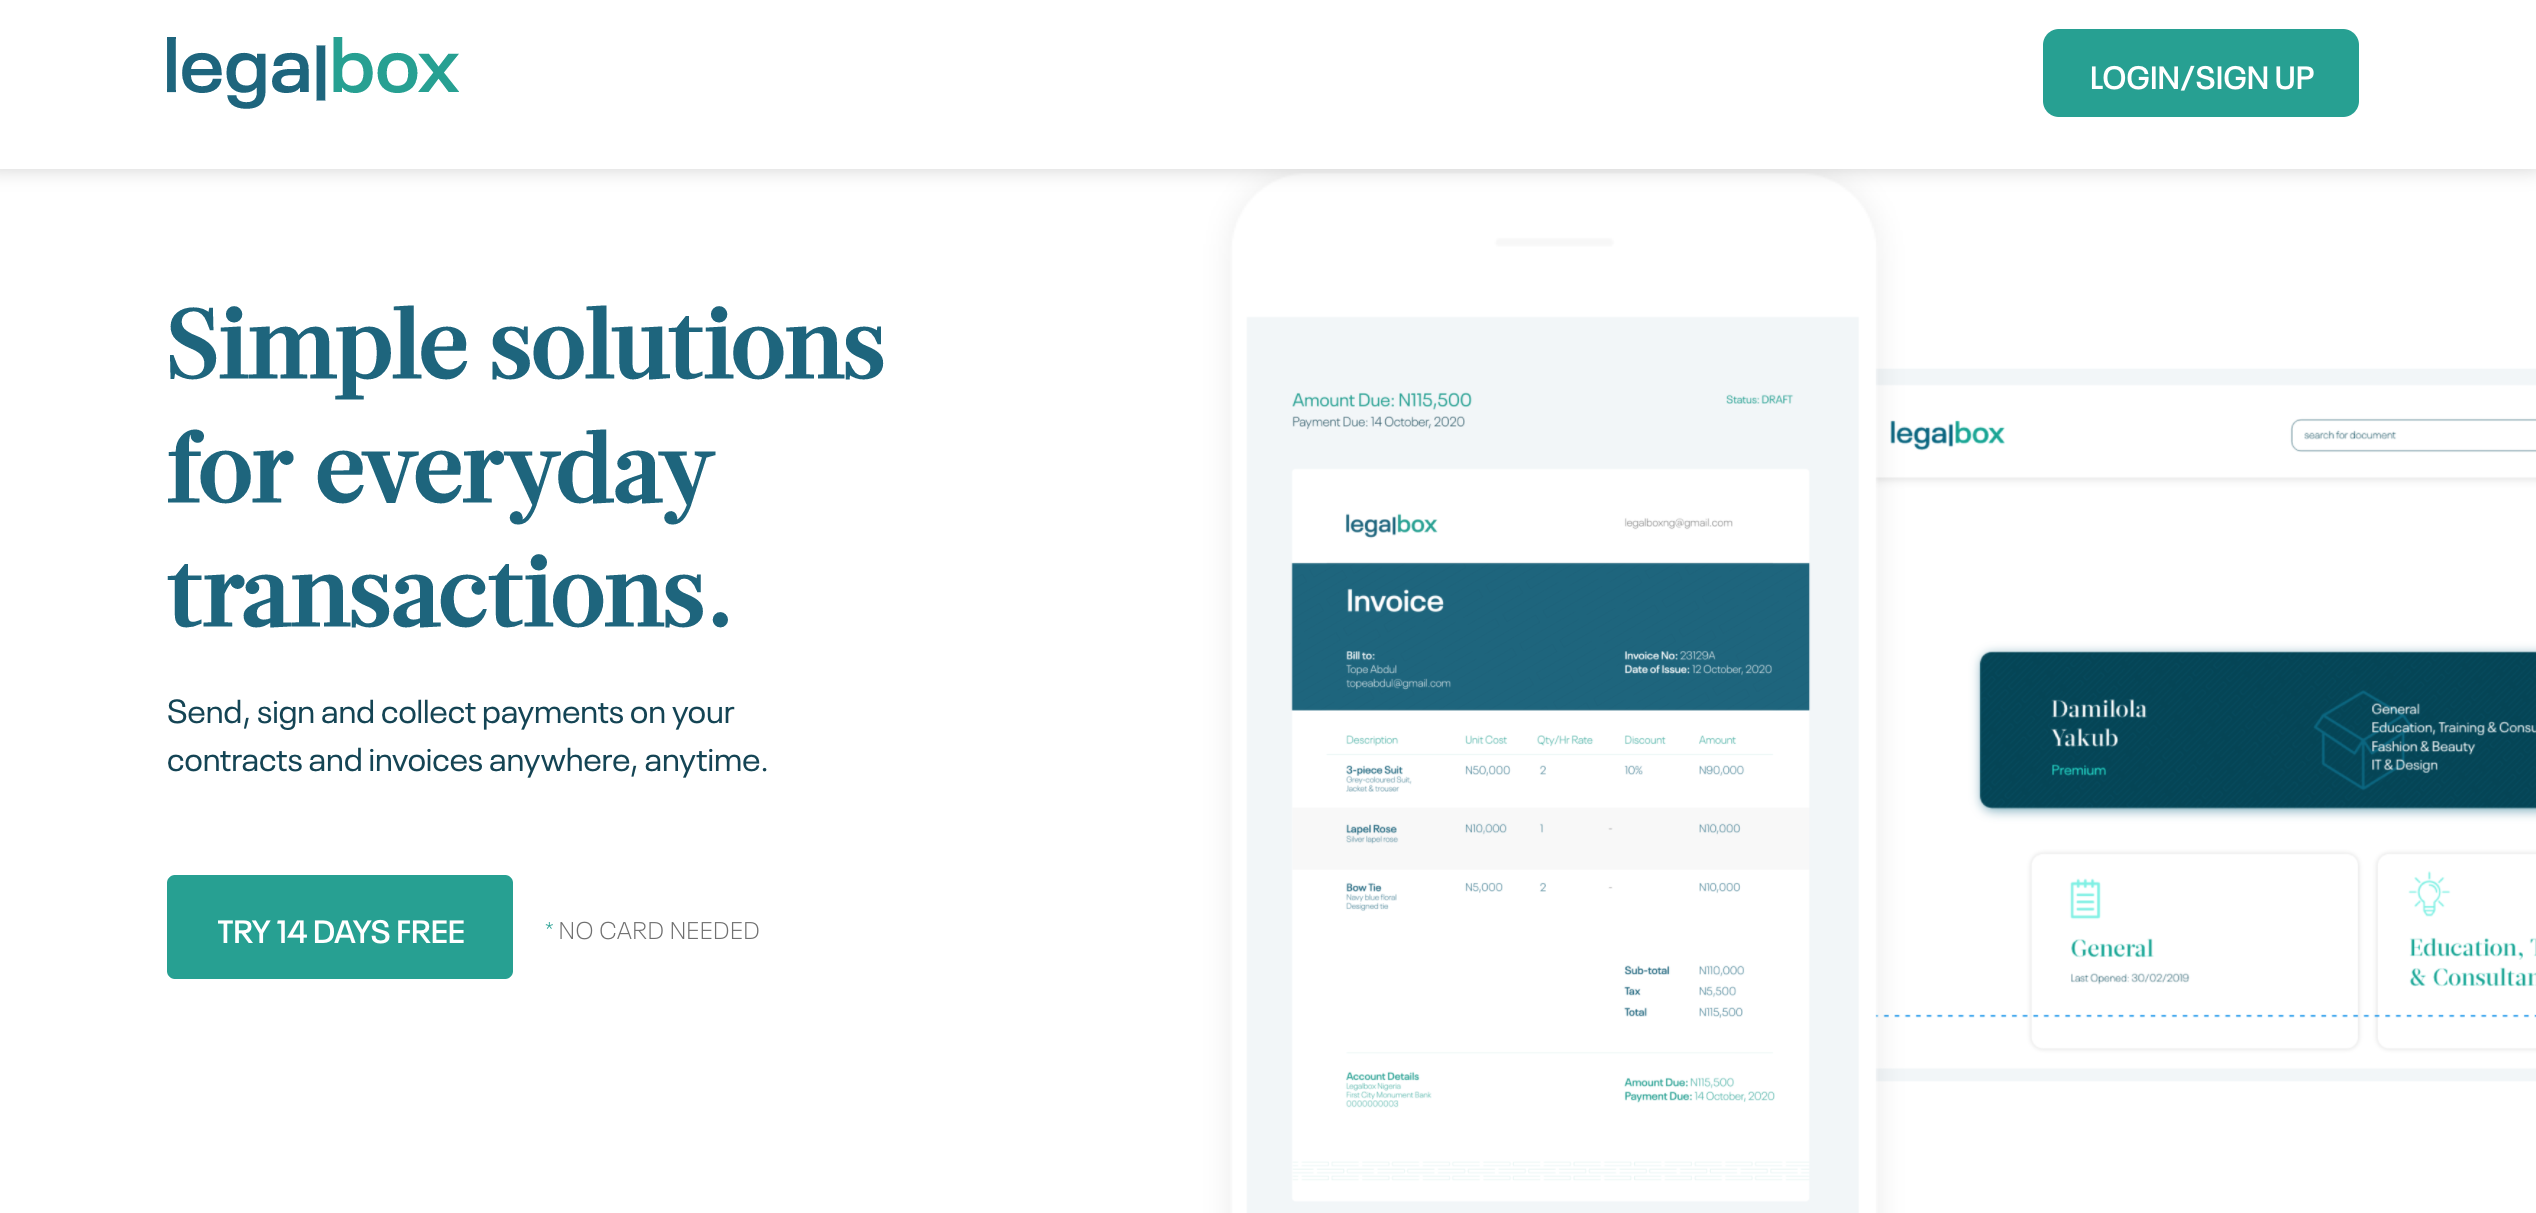 legalbox
LOGIN/SIGN UP
Simple solutions
for everyday
transactions.
Send, sign and collect payments on your
contracts and invoices anywhere, anytime.
TRY 14 DAYS FREE
* NO CARD NEEDED
Amount Due: N115,500
Status: DRAFT
Payment Due: 14 October, 2020
legalbox
legalboxng@gmail.com
Invoice
Bill to:
Tope Abdul
topeabdul@gmail.com
Invoice No: 23129A
Date of Issue: 12 October, 2020
Description Unit Cost Qty/Hr Rate Discount Amount
3-piece Suit N50,000 2 10% N90,000
Grey-coloured Suit,
Jacket & trouser
Lapel Rose N10,000 1 - N10,000
Silver lapel rose
Bow Tie N5,000 2 - N10,000
Navy blue floral
Designed tie
Sub-total N110,000
Tax N5,500
Total N115,500
Account Details
Legalbox Nigeria
First City Monument Bank
0000000003
Amount Due: N115,500
Payment Due: 14 October, 2020
legalbox
search for document
Damilola
Yakub
Premium
General
Education, Training & Consu
Fashion & Beauty
IT & Design
General
Last Opened: 30/02/2019
Education, T
& Consultan